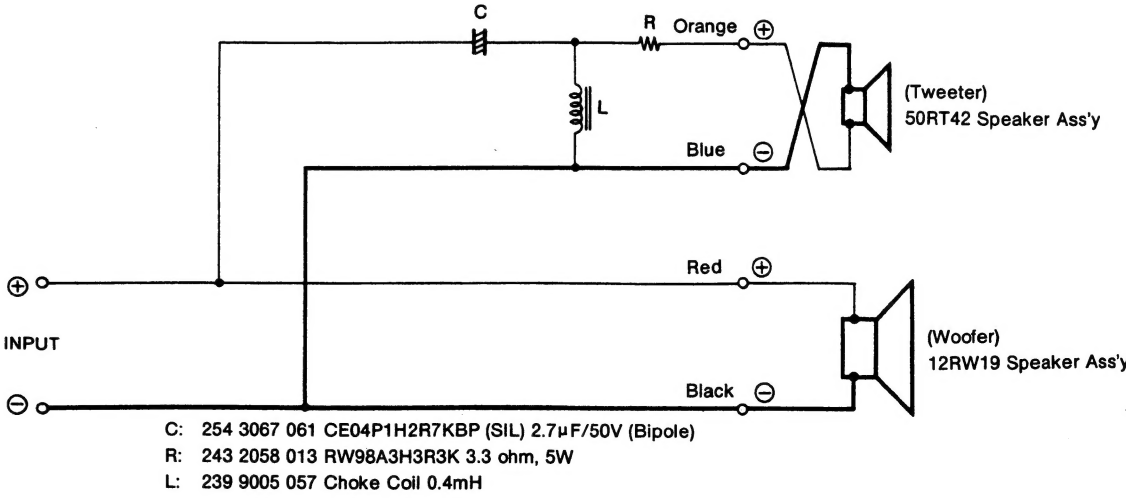 C
R
Orange ⊕
L
(Tweeter)
50RT42 Speaker Ass'y
Blue ⊖
Red ⊕
⊕
INPUT
(Woofer)
12RW19 Speaker Ass'y
⊖
Black ⊖
C: 254 3067 061 CE04P1H2R7KBP (SIL) 2.7μF/50V (Bipole)
R: 243 2058 013 RW98A3H3R3K 3.3 ohm, 5W
L: 239 9005 057 Choke Coil 0.4mH